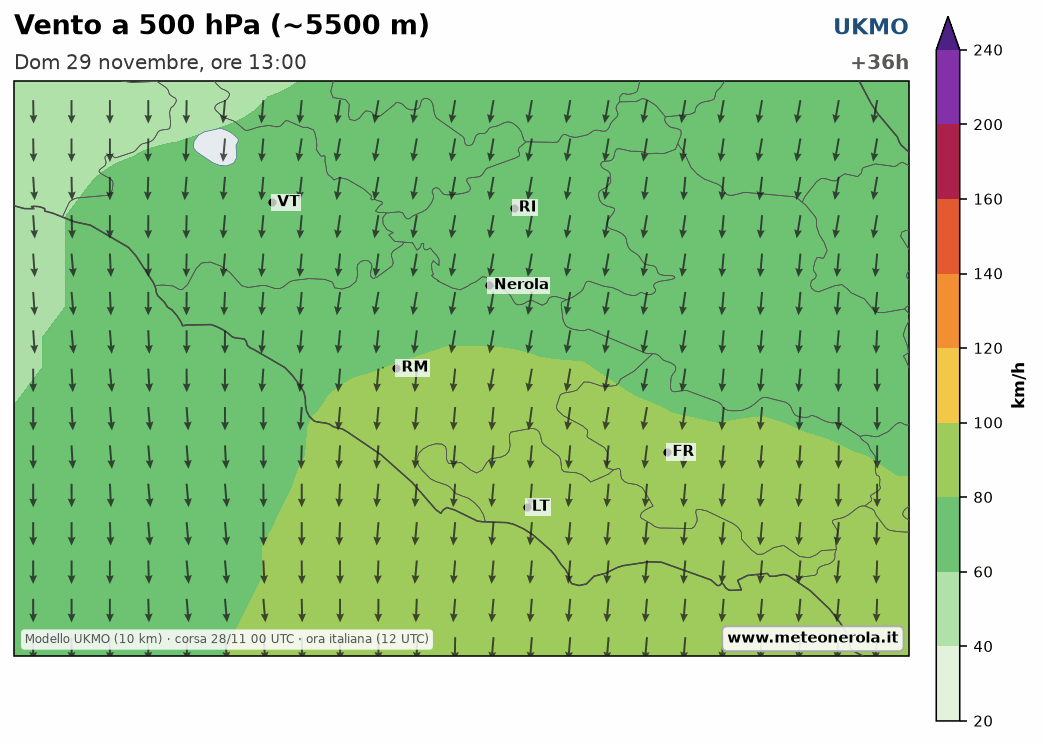 Vento a 500 hPa (~5500 m)
UKMO
Dom 29 novembre, ore 13:00
+36h
VT
RI
Nerola
RM
FR
LT
Modello UKMO (10 km) · corsa 28/11 00 UTC · ora italiana (12 UTC)
www.meteonerola.it
240
200
160
140
120
100
80
60
40
20
km/h